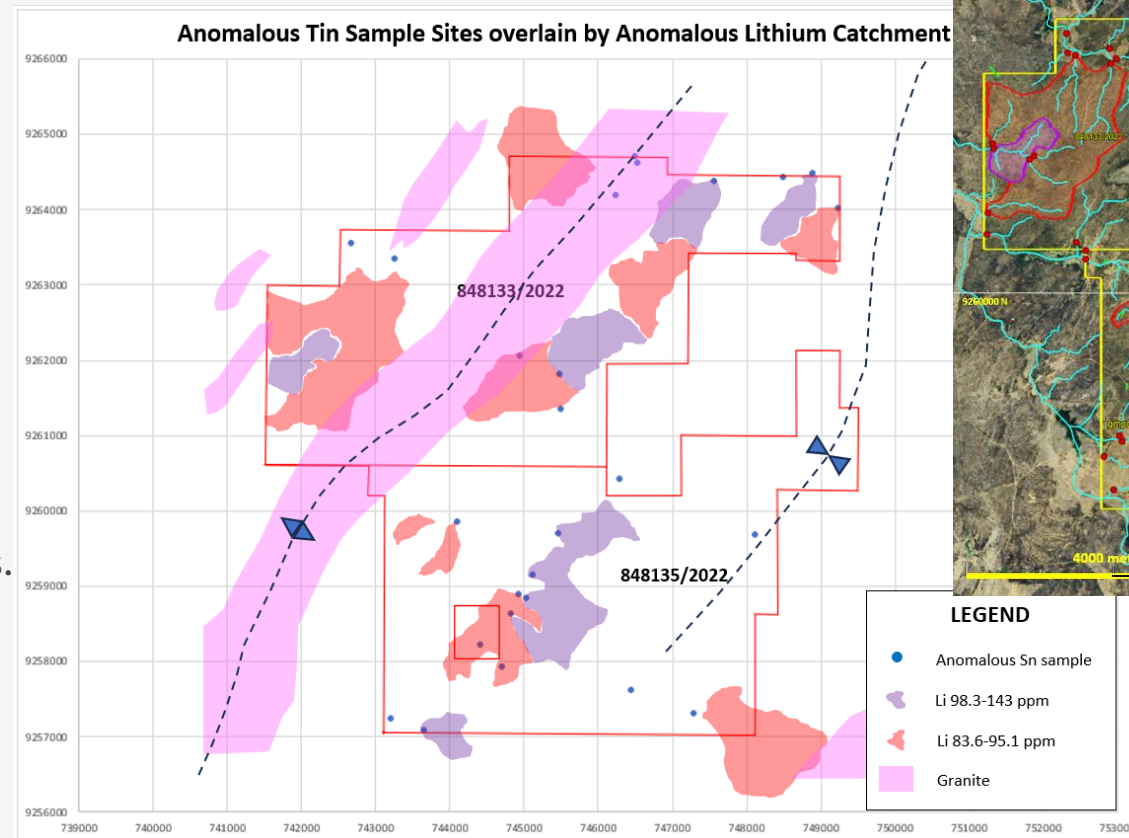 Anomalous Tin Sample Sites overlain by Anomalous Lithium Catchment
9266000
9265000
9264000
9263000
9262000
9261000
9260000
9259000
9258000
9257000
9256000
739000 740000 741000 742000 743000 744000 745000 746000 747000 748000 749000 750000 751000 752000 75300
848133/2022
848135/2022
848133/2022
9260000 N
4000 met
LEGEND
Anomalous Sn sample
Li 98.3-143 ppm
Li 83.6-95.1 ppm
Granite